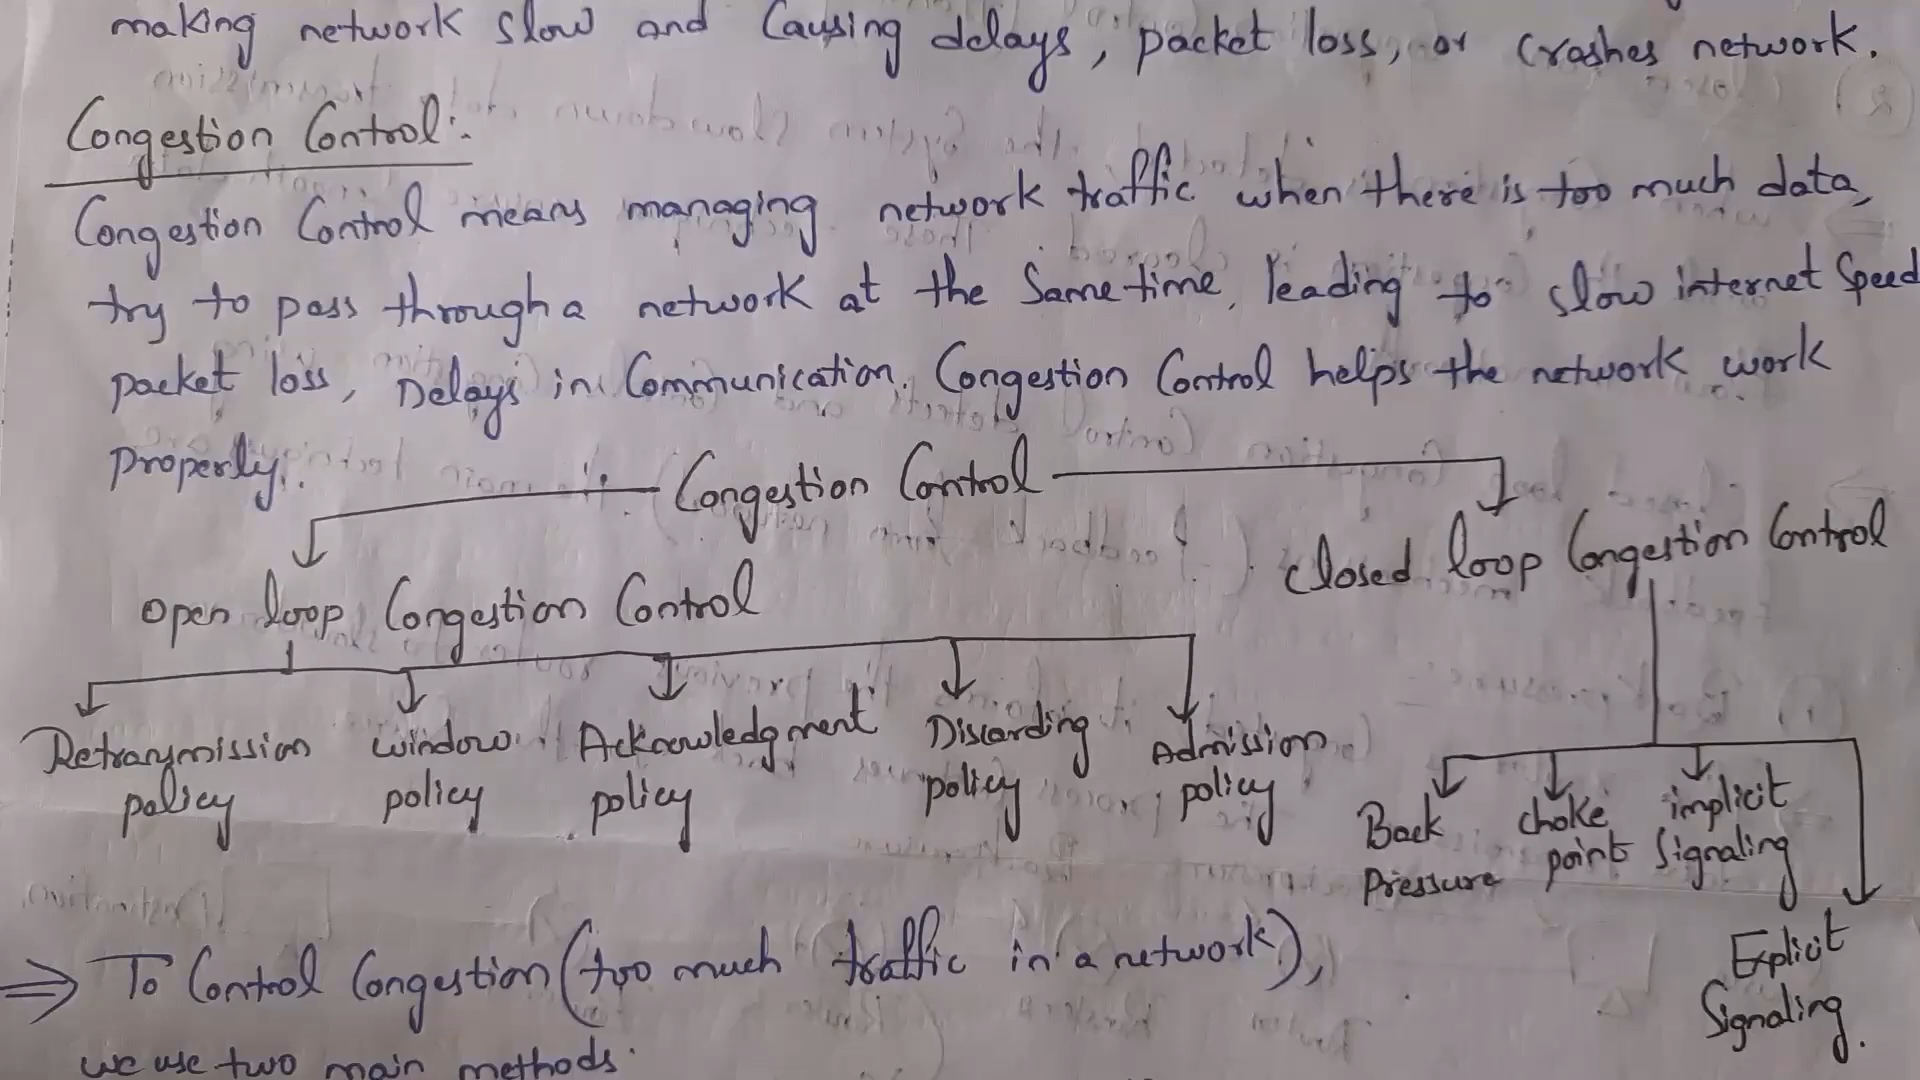 making network slow and Causing delays, packet loss, or crashes network.
Congestion Control:-
Congestion Control means managing network traffic when there is too much data,
try to pass through a network at the Same time, leading to slow internet Speed
packet loss, Delays in Communication. Congestion Control helps the network work
properly.
Congestion Control
Open loop Congestion Control
closed loop Congestion Control
Retransmission policy
window policy
Acknowledgment policy
Discarding policy
Admission policy
Back Pressure
choke point
implicit Signaling
Explicit Signaling.
⇒ To Control Congestion (too much traffic in a network),
we use two main methods.